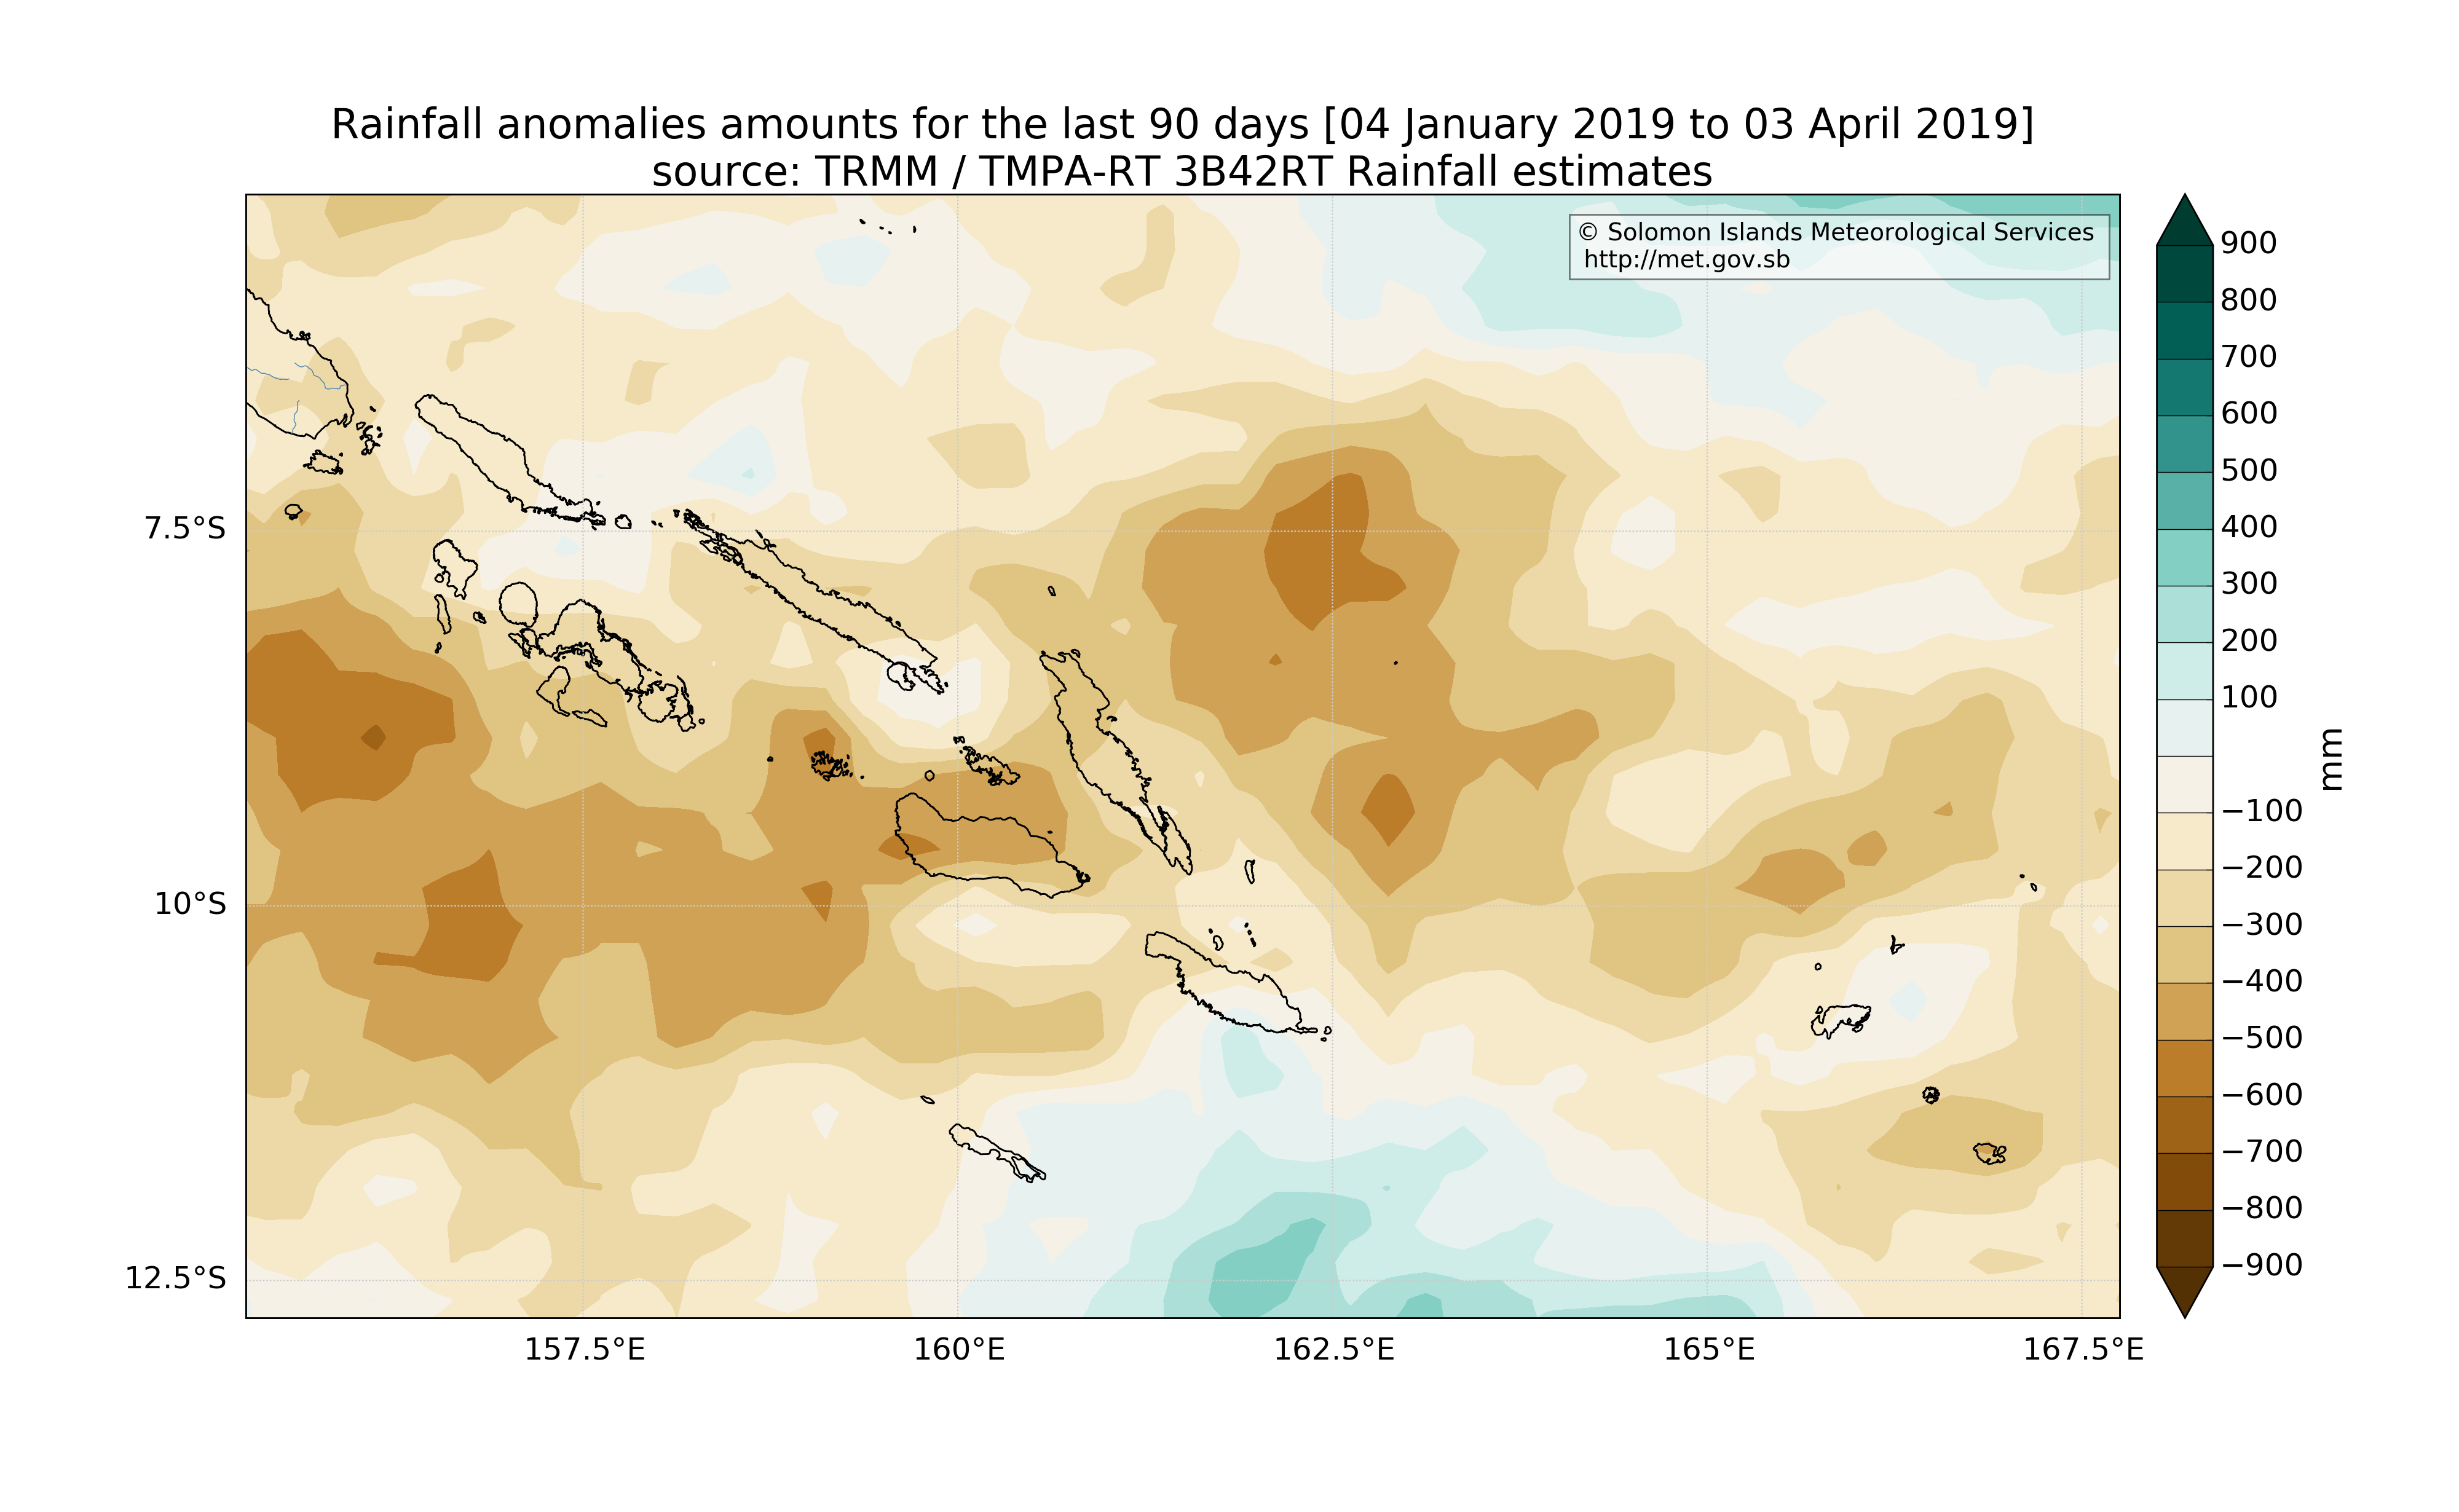 Rainfall anomalies amounts for the last 90 days [04 January 2019 to 03 April 2019]
source: TRMM / TMPA-RT 3B42RT Rainfall estimates
© Solomon Islands Meteorological Services
http://met.gov.sb
7.5°S
10°S
12.5°S
157.5°E
160°E
162.5°E
165°E
167.5°E
900
800
700
600
500
400
300
200
100
−100
−200
−300
−400
−500
−600
−700
−800
−900
mm